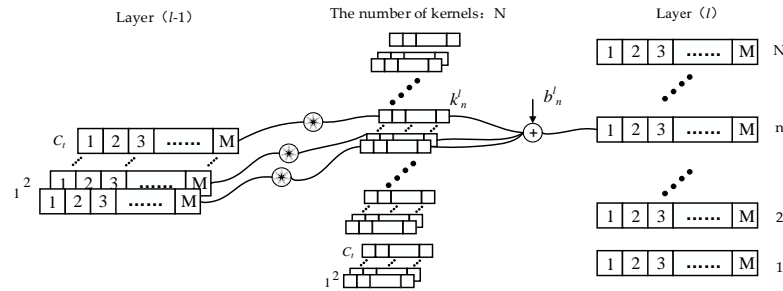 Layer（l-1）
The number of kernels：N
Layer（l）
1 2 3 ...... M N
k_n^l
b_n^l
C_t 1 2 3 ...... M
1 2 3 ...... M n
+
1 2 1 2 3 ...... M
1 2 3 ...... M
1 2 3 ...... M 2
C_t
1 2
1 2 3 ...... M 1